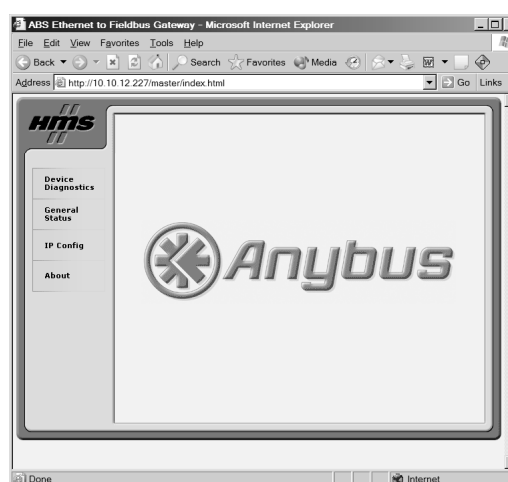 ABS Ethernet to Fieldbus Gateway - Microsoft Internet Explorer
File Edit View Favorites Tools Help
Back Search Favorites Media W
Address http://10.10.12.227/master/index.html Go Links
HMS
Device
Diagnostics
General
Status
IP Config
About
Anybus
Done Internet